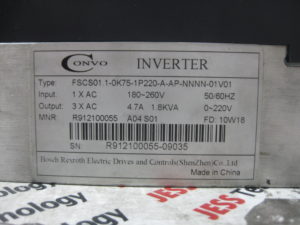 CONVO INVERTER
Type: FSCS01.1-0K75-1P220-A-AP-NNNN-01V01
Input: 1 X AC 180~260V 50/60HZ
Output: 3 X AC 4.7A 1.8KVA 0~220V
MNR: R912100055 A04 S01 FD: 10W18
SN: R912100055-09035
Bosch Rexroth Electric Drives and Controls(ShenZhen)Co.Ltd
Made in China
JESS